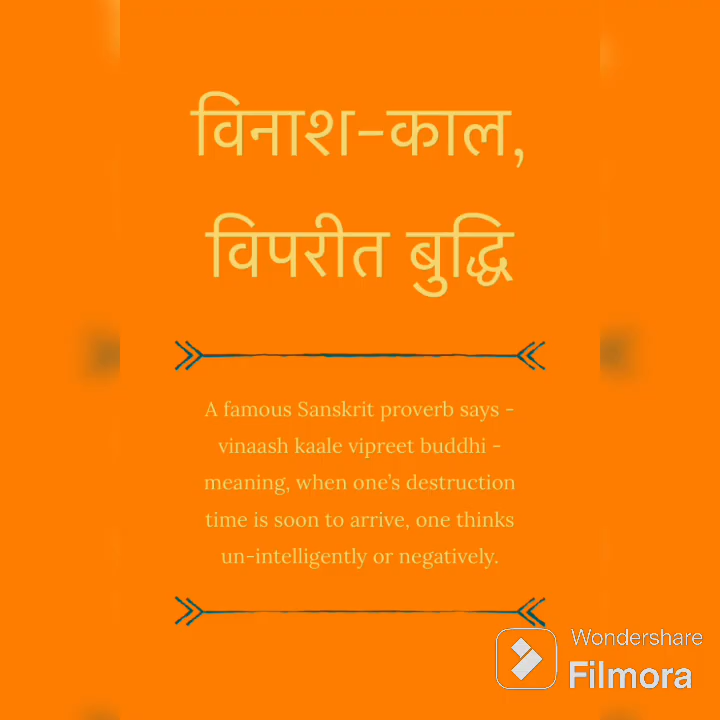 विनाश-काल,
विपरीत बुद्धि
A famous Sanskrit proverb says -
vinaash kaale vipreet buddhi -
meaning, when one's destruction
time is soon to arrive, one thinks
un-intelligently or negatively.
Wondershare
Filmora